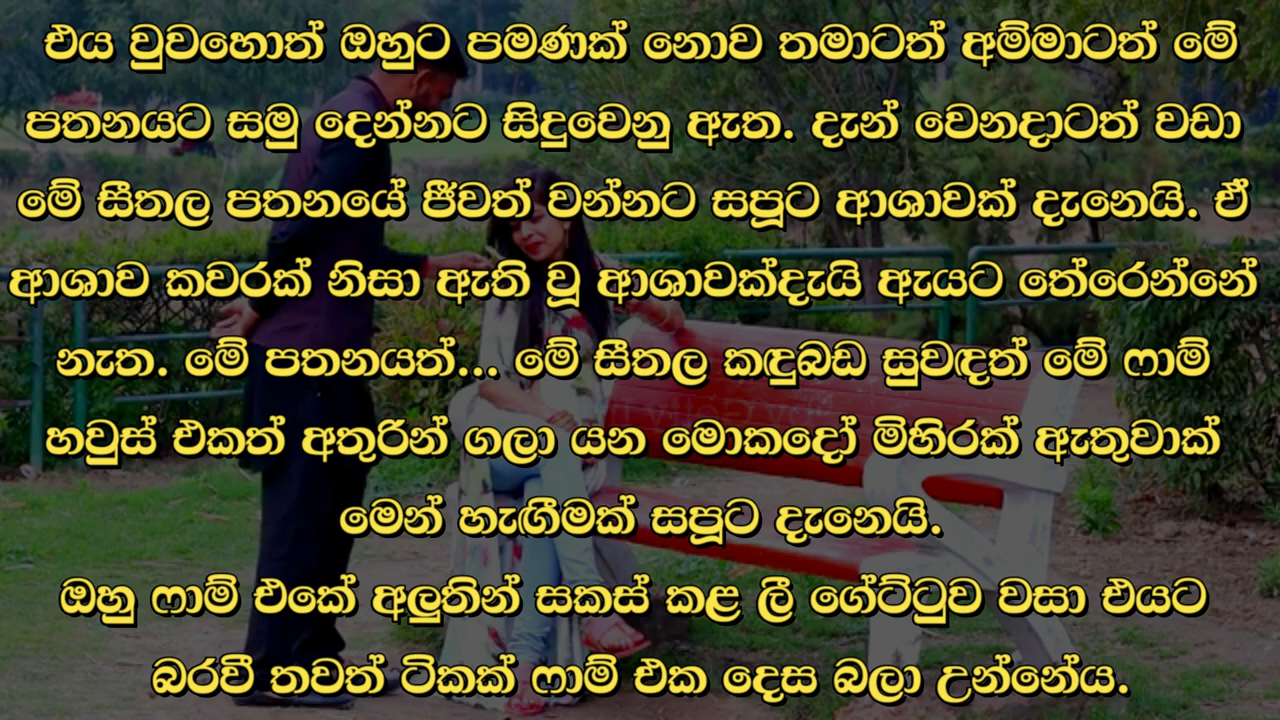 එය වුවහොත් ඔහුට පමණක් නොව තමාටත් අම්මාටත් මේ
පතනයට සමු දෙන්නට සිදුවෙනු ඇත. දැන් වෙනදාටත් වඩා
මේ සීතල පතනයේ ජීවත් වන්නට සපූට ආශාවක් දැනෙයි. ඒ
ආශාව කවරක් නිසා ඇති වූ ආශාවක්දැයි ඇයට තේරෙන්නේ
නැත. මේ පතනයත්... මේ සීතල කඳුබඩ සුවඳත් මේ ෆාම්
හවුස් එකත් අතුරින් ගලා යන මොකදෝ මිහිරක් ඇතුවාක්
මෙන් හැඟීමක් සපූට දැනෙයි.
ඔහු ෆාම් එකේ අලුතින් සකස් කළ ලී ගේට්ටුව වසා එයට
බරවී තවත් ටිකක් ෆාම් එක දෙස බලා උන්නේය.